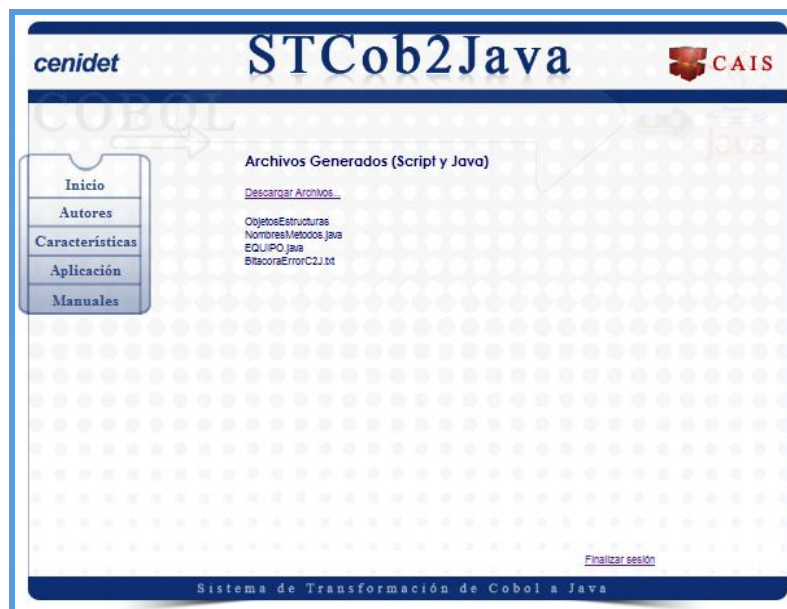 cenidet
STCob2Java
CAIS
COBOL
Java
Archivos Generados (Script y Java)
Descargar Archivos...
Inicio
Autores
Características
Aplicación
Manuales
ObjetosEstructuras
NombresMetodos.java
EQUIPO.java
BitacoraErrorC2J.txt
Finalizar sesión
Sistema de Transformación de Cobol a Java